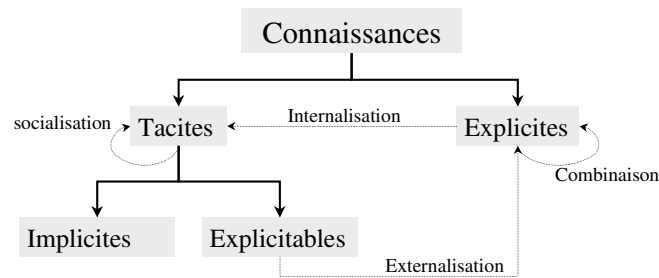 Connaissances
socialisation
Tacites
Internalisation
Explicites
Combinaison
Implicites
Explicitables
Externalisation